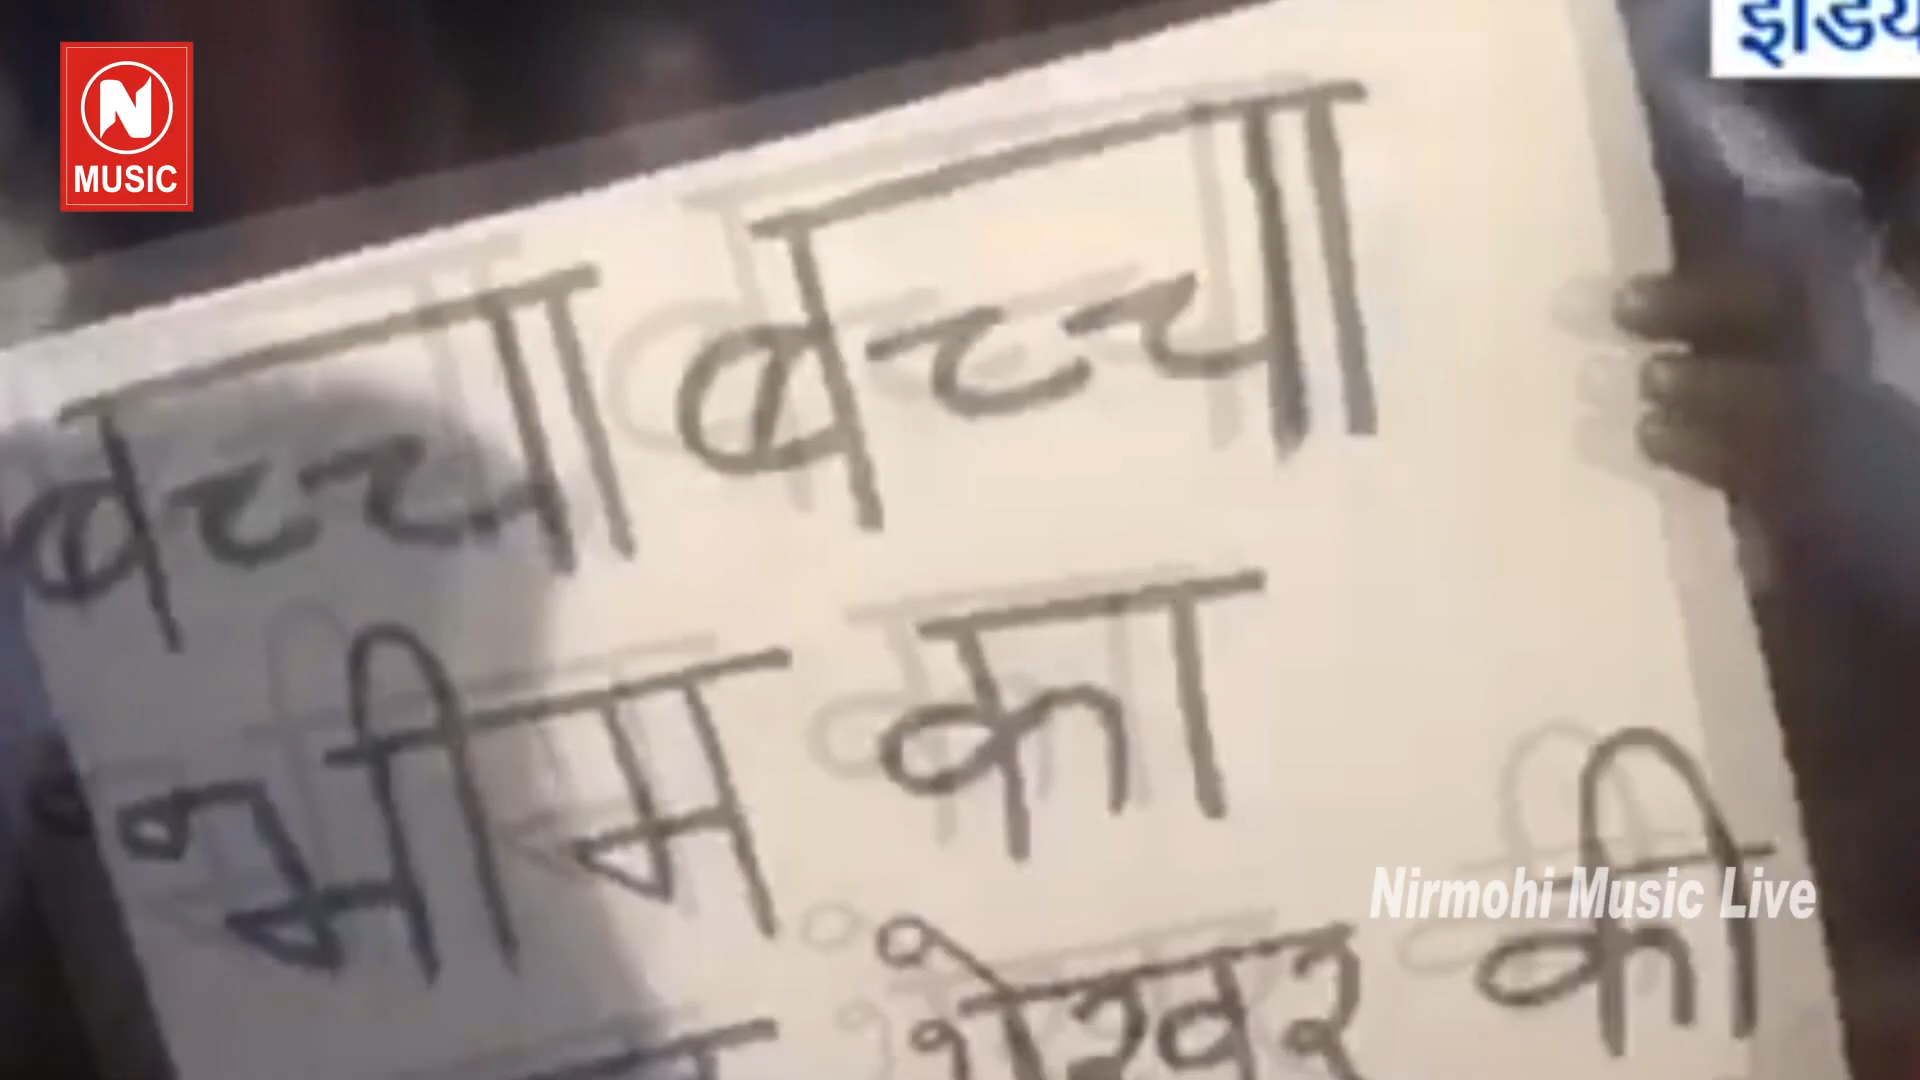 N
MUSIC
बच्चा बच्चा
भीम का
शेखर की
Nirmohi Music Live